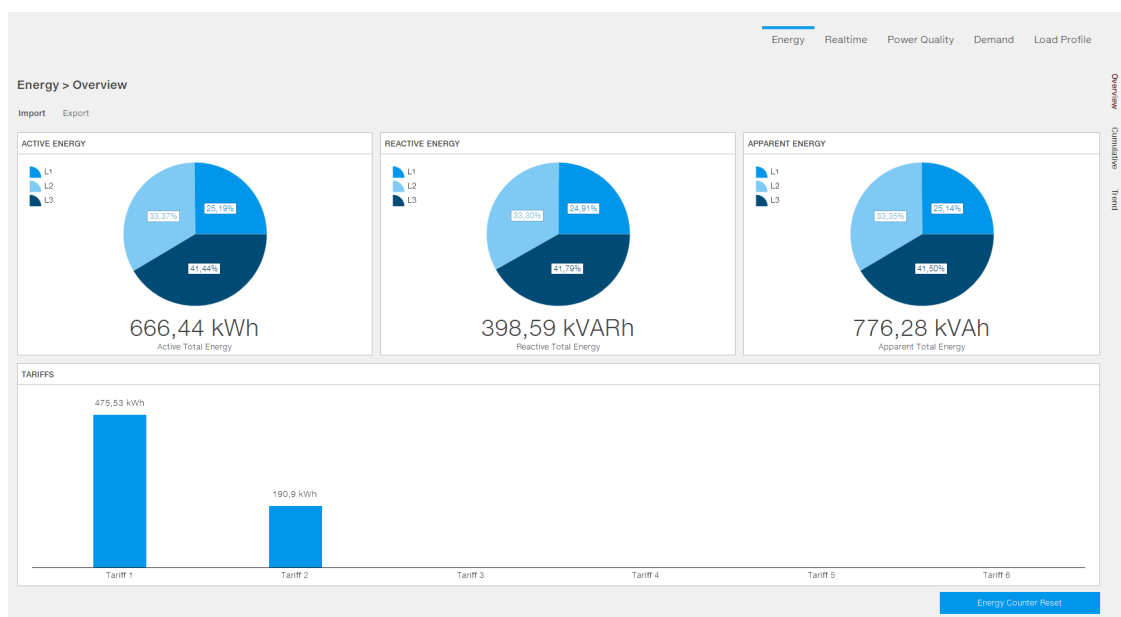 Energy Realtime Power Quality Demand Load Profile
Energy > Overview
Import Export
Overview
Cumulative
Trend
ACTIVE ENERGY
L1
L2
L3
33,37%
25,19%
41,44%
666,44 kWh
Active Total Energy
REACTIVE ENERGY
L1
L2
L3
33,30%
24,91%
41,79%
398,59 kVARh
Reactive Total Energy
APPARENT ENERGY
L1
L2
L3
33,35%
25,14%
41,50%
776,28 kVAh
Apparent Total Energy
TARIFFS
475,53 kWh
190,9 kWh
Tariff 1 Tariff 2 Tariff 3 Tariff 4 Tariff 5 Tariff 6
Energy Counter Reset